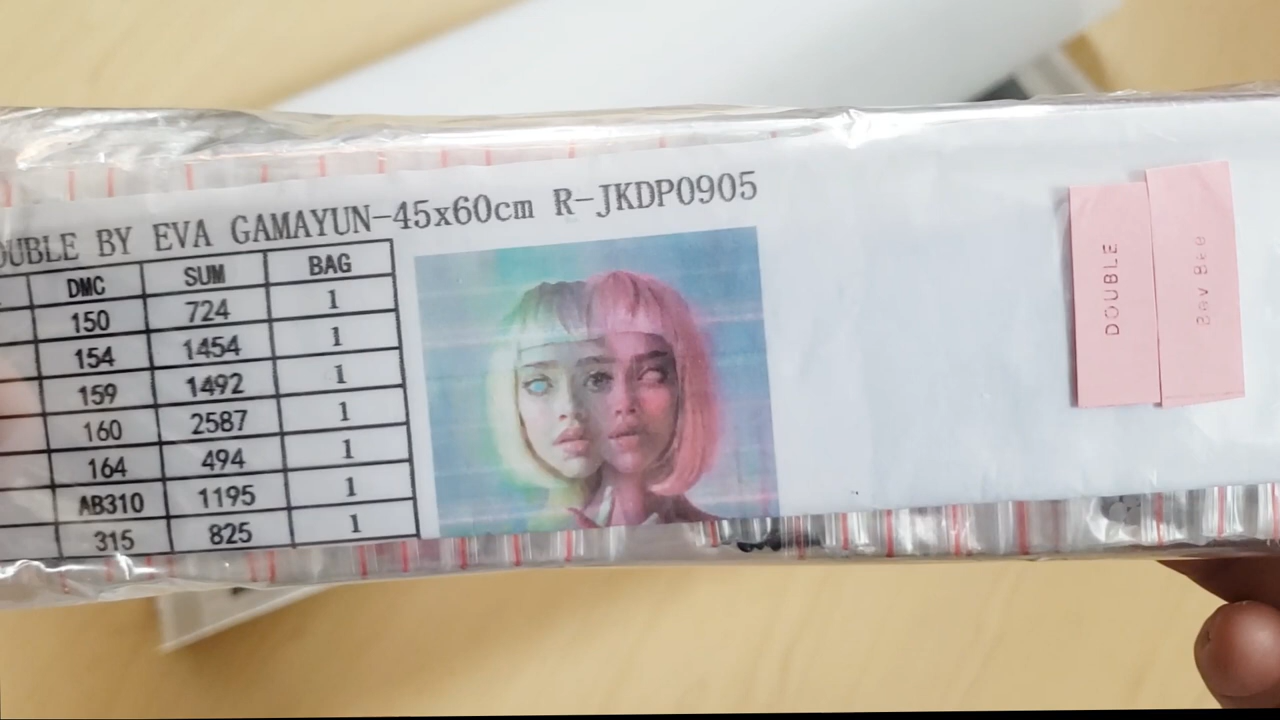 OUBLE BY EVA GAMAYUN-45x60cm R-JKDP0905
DMC SUM BAG
150 724 1
154 1454 1
159 1492 1
160 2587 1
164 494 1
AB310 1195 1
315 825 1
DOUBLE
Bee